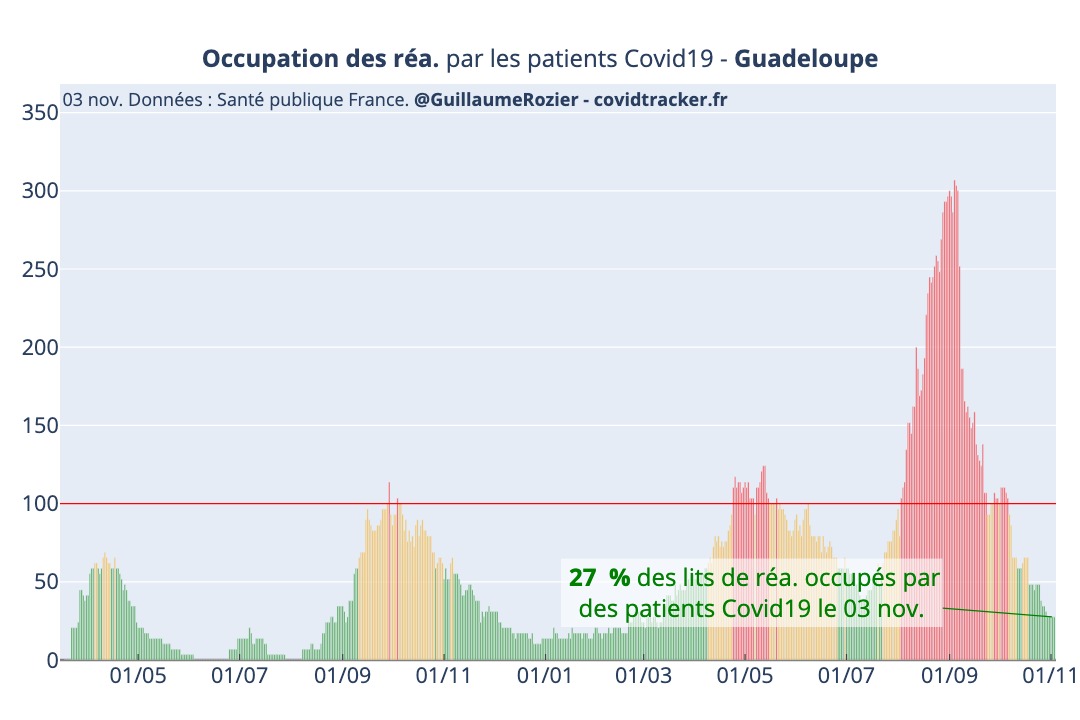 Occupation des réa. par les patients Covid19 - Guadeloupe
03 nov. Données : Santé publique France. @GuillaumeRozier - covidtracker.fr
350
300
250
200
150
100
50
0
27 % des lits de réa. occupés par
des patients Covid19 le 03 nov.
01/05 01/07 01/09 01/11 01/01 01/03 01/05 01/07 01/09 01/11